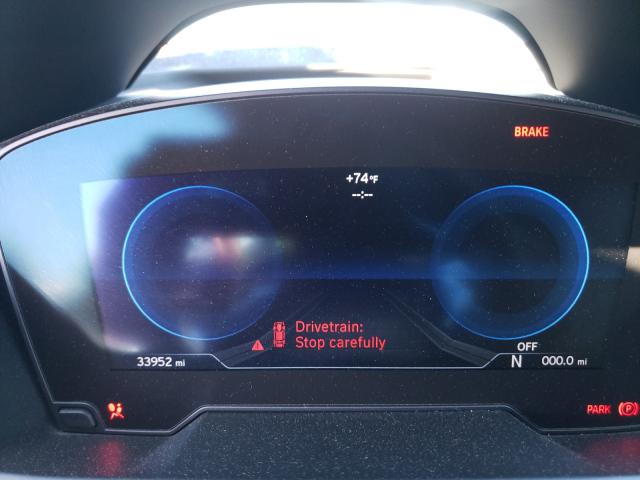 BRAKE
+74°F
--:--
Drivetrain:
Stop carefully
33952 mi
OFF
N 000.0 mi
PARK (P)